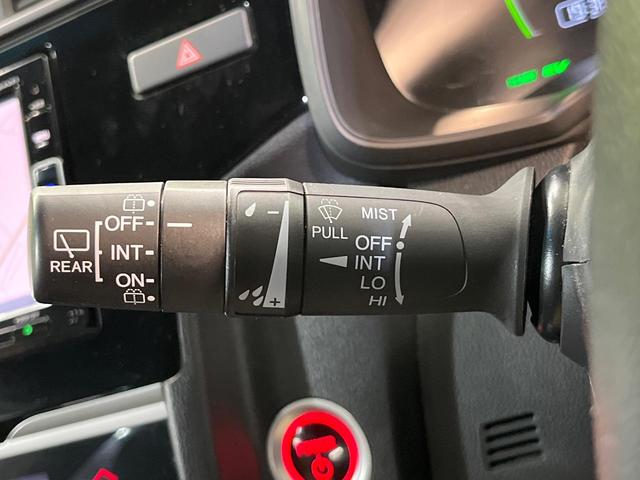 OFF
INT
REAR
ON
PULL
MIST
OFF
INT
LO
HI